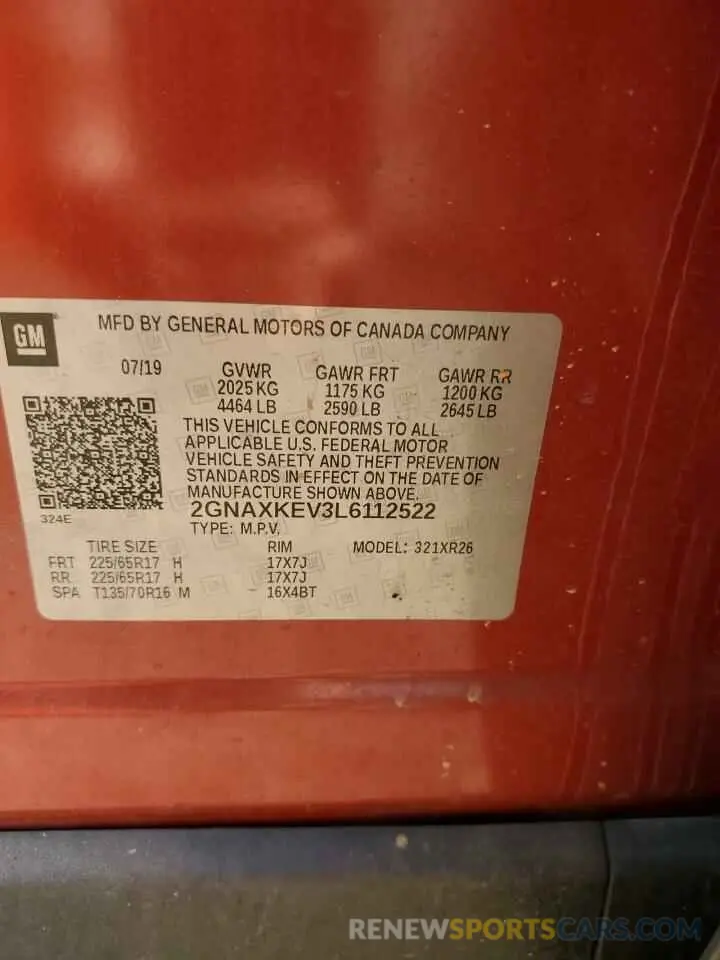 GM
MFD BY GENERAL MOTORS OF CANADA COMPANY
07/19 GVWR GAWR FRT GAWR RR
2025 KG 1175 KG 1200 KG
4464 LB 2590 LB 2645 LB
THIS VEHICLE CONFORMS TO ALL
APPLICABLE U.S. FEDERAL MOTOR
VEHICLE SAFETY AND THEFT PREVENTION
STANDARDS IN EFFECT ON THE DATE OF
MANUFACTURE SHOWN ABOVE.
324E 2GNAXKEV3L6112522
TYPE: M.P.V.
TIRE SIZE RIM MODEL: 321XR26
FRT 225/65R17 H 17X7J
RR 225/65R17 H 17X7J
SPA T135/70R16 M 16X4BT
RENEWSPORTSCARS.COM